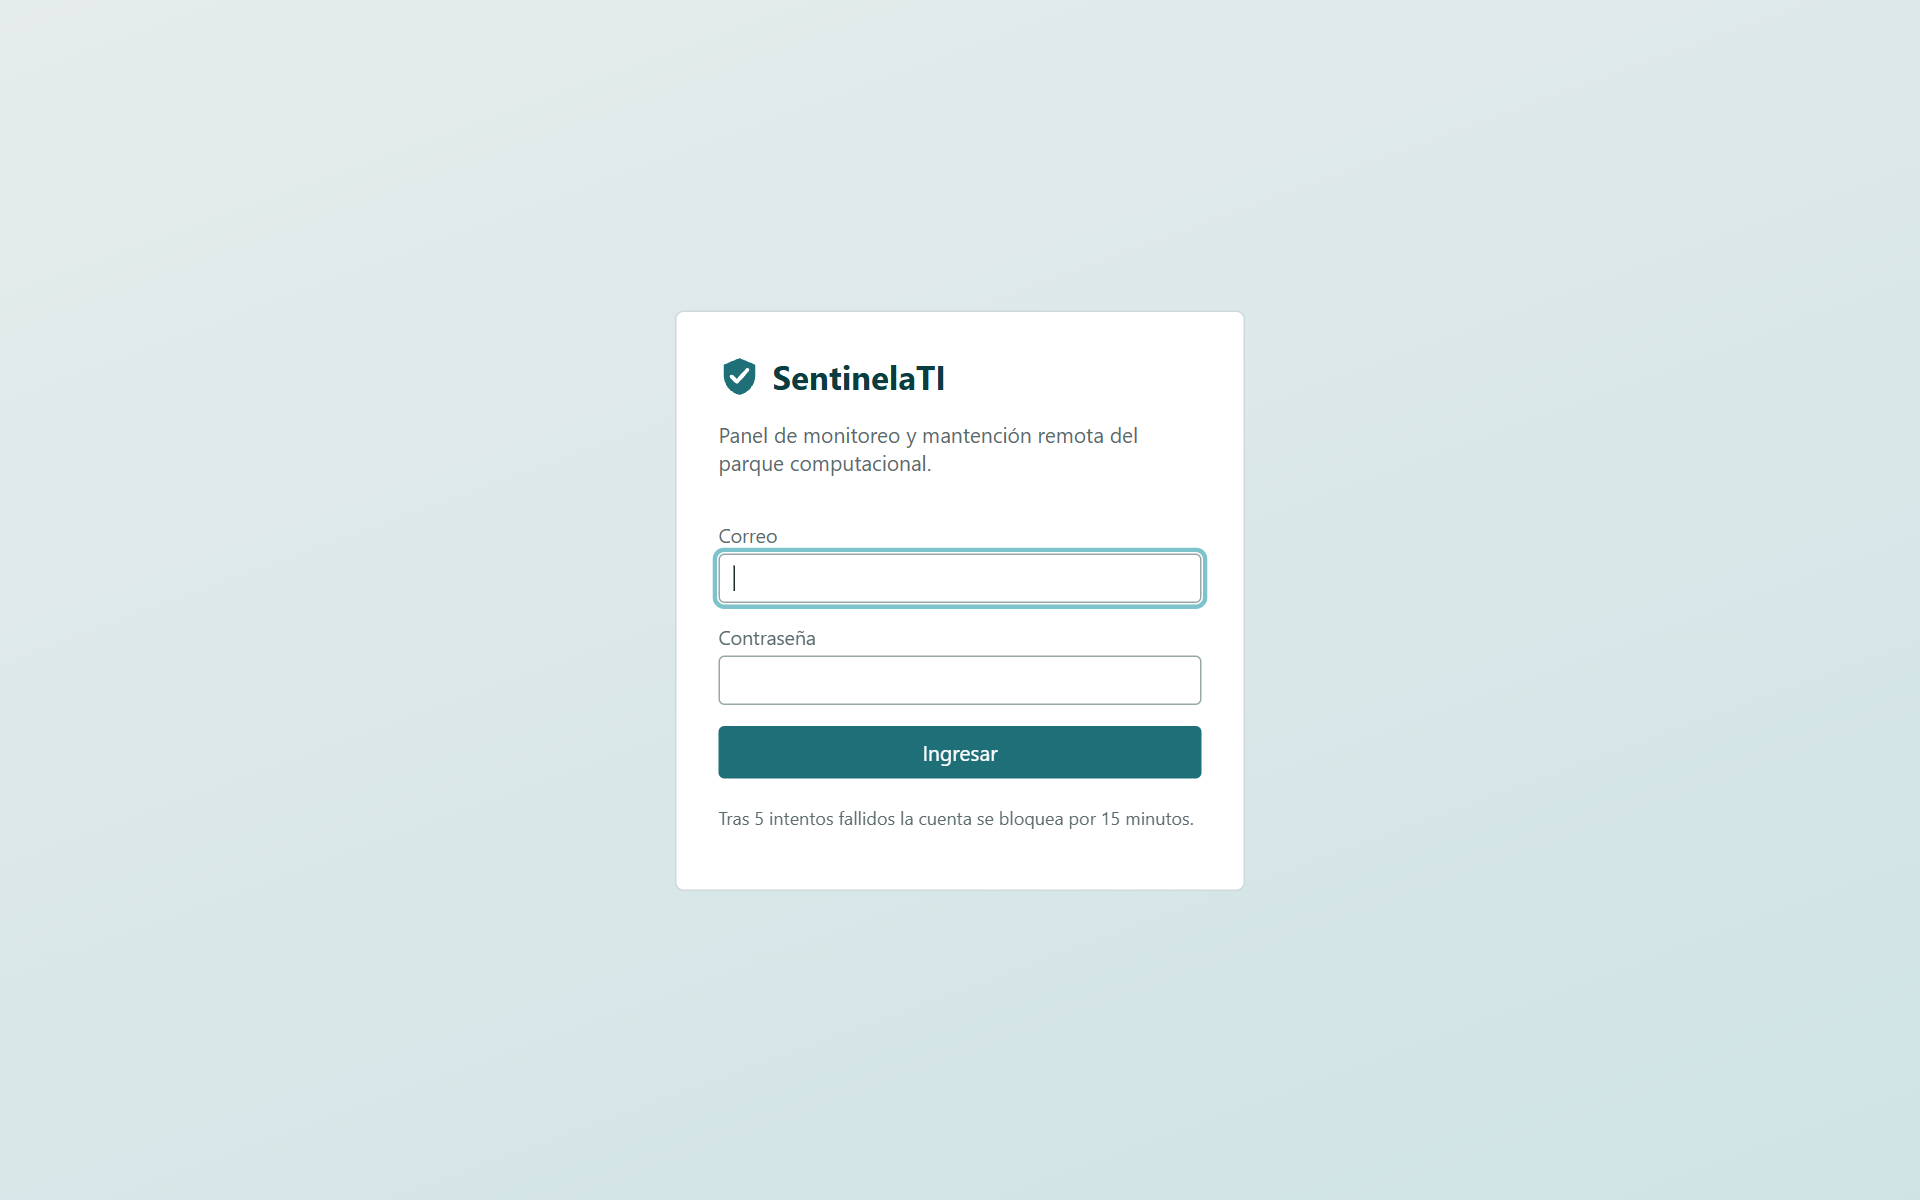 SentinelaTI
Panel de monitoreo y mantención remota del
parque computacional.
Correo
Contraseña
Ingresar
Tras 5 intentos fallidos la cuenta se bloquea por 15 minutos.